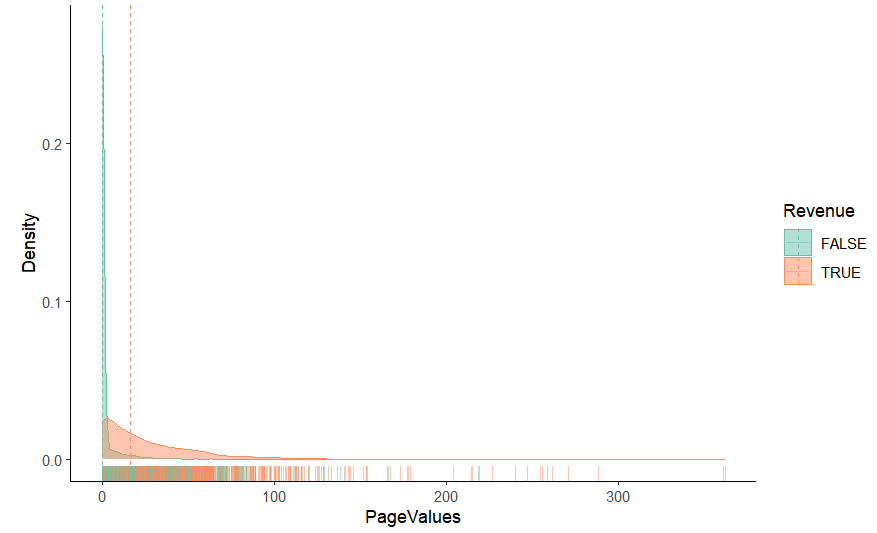 0.2
0.1
0.0
Density
0
100
200
300
PageValues
Revenue
FALSE
TRUE